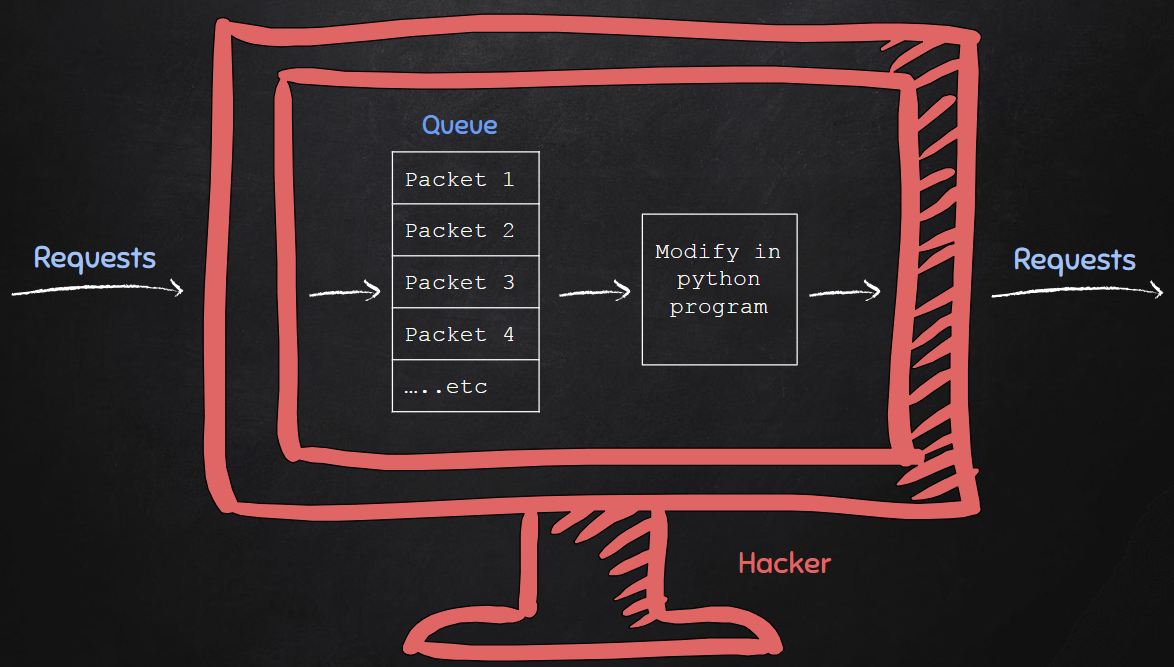 Queue
Packet 1
Packet 2
Packet 3
Packet 4
…..etc
Requests
Modify in
python
program
Requests
Hacker